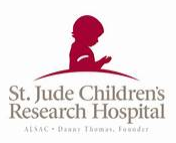 St. Jude Children's
Research Hospital
ALSAC • Danny Thomas, Founder